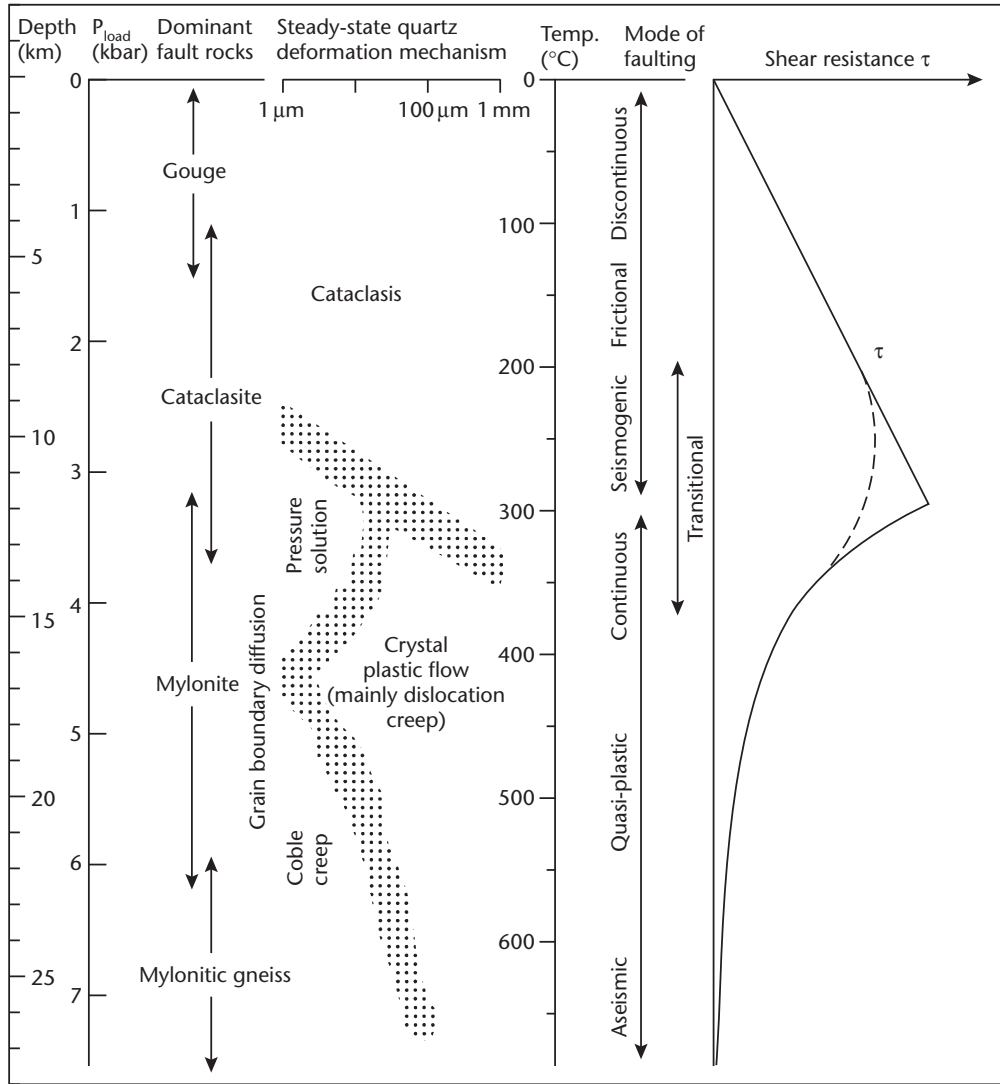 Depth
(km)
P_load
(kbar)
Dominant
fault rocks
Steady-state quartz
deformation mechanism
Temp.
(°C)
Mode of
faulting
Shear resistance τ
0
0
1 μm
100 μm
1 mm
Gouge
1
5
Cataclasis
2
Cataclasite
10
3
Pressure
solution
4
15
Grain boundary diffusion
Crystal
plastic flow
(mainly dislocation
creep)
Mylonite
5
20
Coble
creep
6
Mylonitic gneiss
25
7
100
200
300
400
500
600
Discontinuous
Frictional
Seismogenic
Transitional
Continuous
Quasi-plastic
Aseismic
τ